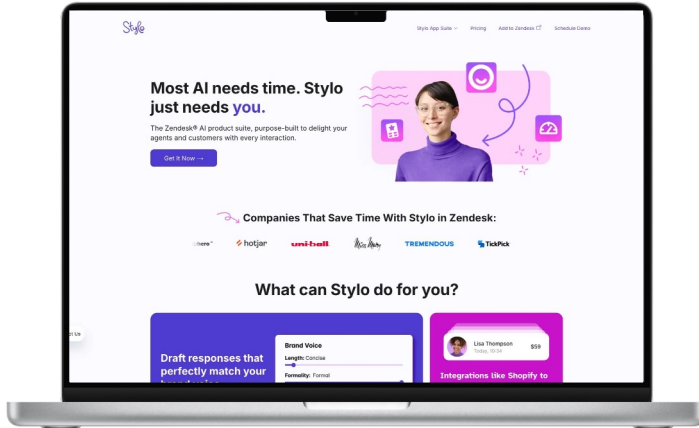 Stylo
Stylo App Suite
Pricing
Add to Zendesk
Schedule Demo
Most AI needs time. Stylo
just needs you.
The Zendesk® AI product suite, purpose-built to delight your
agents and customers with every interaction.
Get It Now →
Companies That Save Time With Stylo in Zendesk:
hotjar
uni-ball
TREMENDOUS
TickPick
What can Stylo do for you?
Us
Draft responses that
perfectly match your
brand voice
Brand Voice
Length: Concise
Formality: Formal
Lisa Thompson
Today, 10:34
$59
Integrations like Shopify to